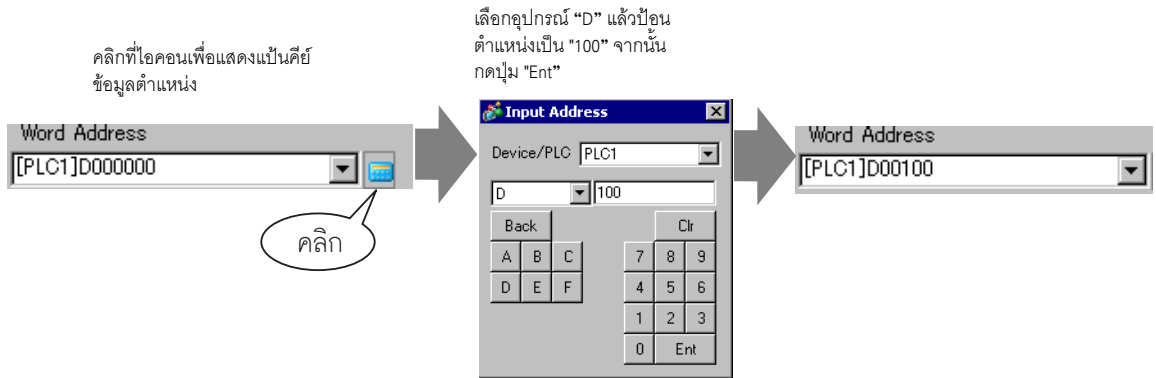 คลิกที่ไอคอนเพื่อแสดงแป้นคีย์
ข้อมูลตำแหน่ง
Word Address
[PLC1]D000000
คลิก
เลือกอุปกรณ์ “D” แล้วป้อน
ตำแหน่งเป็น "100” จากนั้น
กดปุ่ม "Ent”
Input Address
Device/PLC PLC1
D 100
Back Clr
A B C 7 8 9
D E F 4 5 6
1 2 3
0 Ent
Word Address
[PLC1]D00100